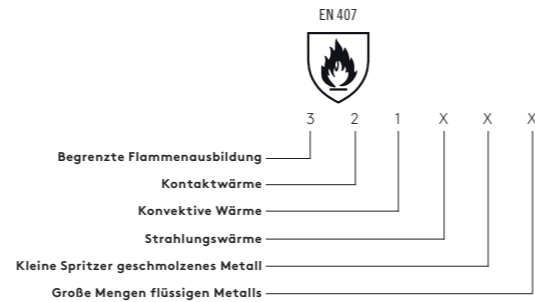 EN 407
3 2 1 X X X
Begrenzte Flammenausbildung
Kontaktwärme
Konvektive Wärme
Strahlungswärme
Kleine Spritzer geschmolzenes Metall
Große Mengen flüssigen Metalls